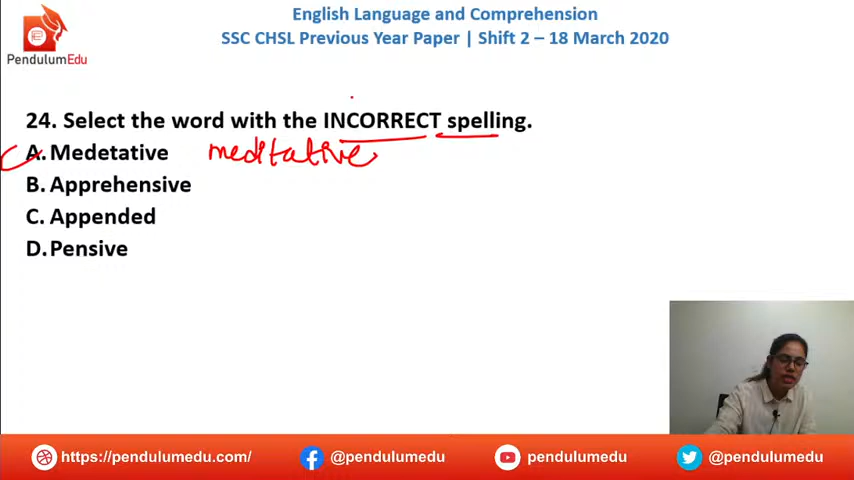 English Language and Comprehension
SSC CHSL Previous Year Paper | Shift 2 – 18 March 2020
PendulumEdu
24. Select the word with the INCORRECT spelling.
A. Medetative meditative
B. Apprehensive
C. Appended
D. Pensive
https://pendulumedu.com/ @pendulumedu pendulumedu @pendulumedu